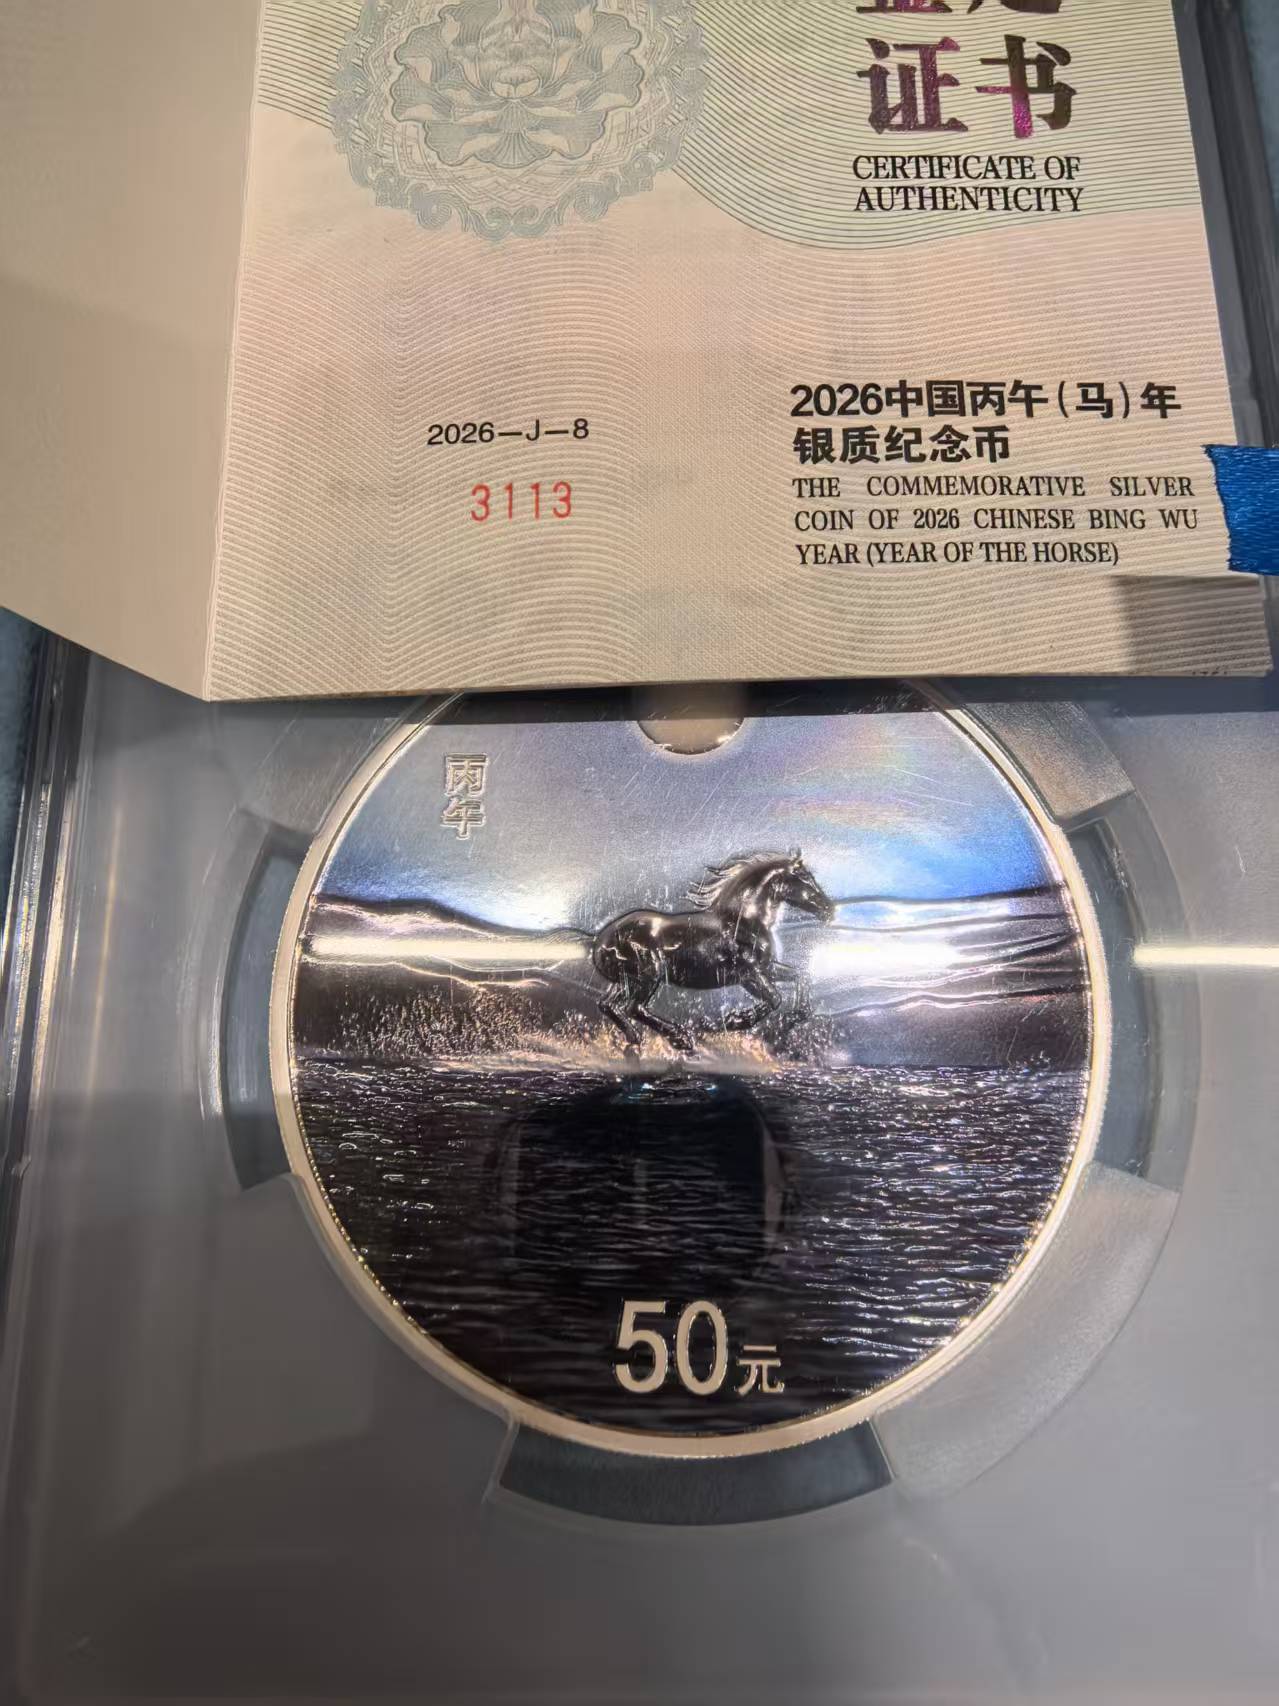 证书
CERTIFICATE OF
AUTHENTICITY
2026中国丙午(马)年
银质纪念币
THE COMMEMORATIVE SILVER
COIN OF 2026 CHINESE BING WU
YEAR (YEAR OF THE HORSE)
2026-J-8
3113
丙午
50元